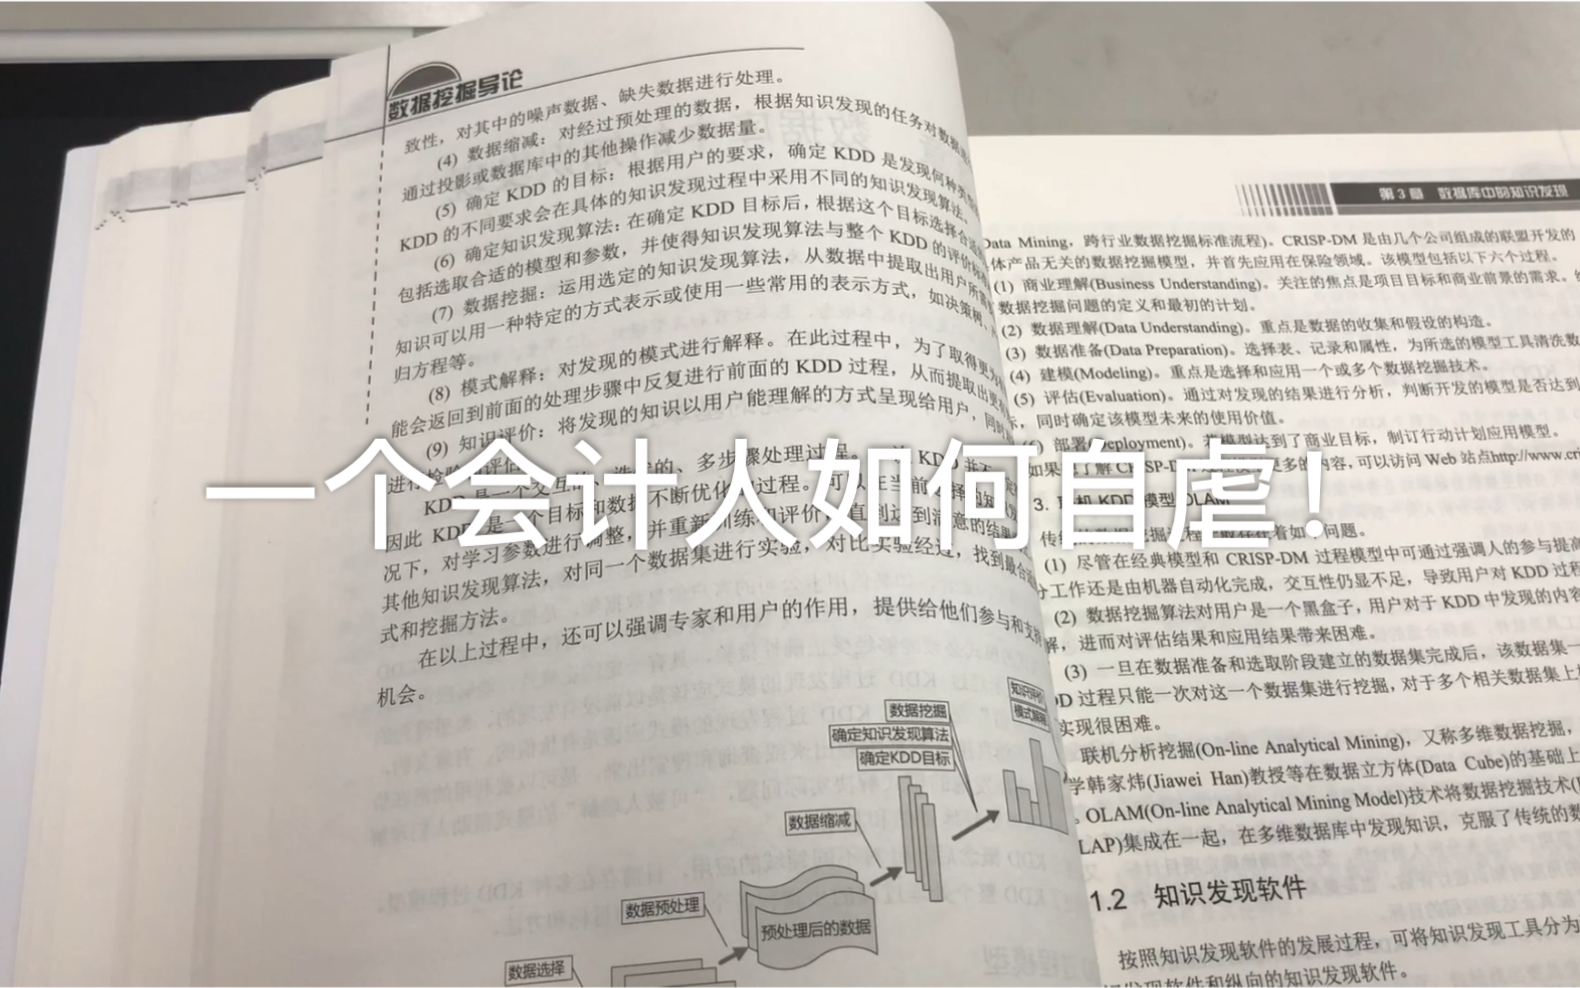 数据挖掘导论
致性，对其中的噪声数据、缺失数据进行处理。
(4) 数据缩减：对经过预处理的数据，根据知识发现的任务对数据
通过投影或数据库中的其他操作减少数据量。
(5) 确定 KDD 的目标：根据用户的要求，确定 KDD 是发现何种类型
KDD 的不同要求会在具体的知识发现过程中采用不同的知识发现算法。
(6) 确定知识发现算法：在确定 KDD 目标后，根据这个目标选择合适
包括选取合适的模型和参数，并使得知识发现算法与整个 KDD 的评价标
(7) 数据挖掘：运用选定的知识发现算法，从数据中提取出用户所需
知识可以用一种特定的方式表示或使用一些常用的表示方式，如决策树、
归方程等。
(8) 模式解释：对发现的模式进行解释。在此过程中，为了取得更为
能会返回到前面的处理步骤中反复进行前面的 KDD 过程，从而提取出更
(9) 知识评价：将发现的知识以用户能理解的方式呈现给用户，同时
一个会计人如何自虐！
KDD 是一个交互的、 的、多步骤处理过程。 KDD 并
因此 KDD 是一个目标和数据不断优化的过程。可以在当前选择的
况下，对学习参数进行调整，并重新训练和评价，直到达到满意的结果
其他知识发现算法，对同一个数据集进行实验，对比实验经过，找到最合适
式和挖掘方法。
在以上过程中，还可以强调专家和用户的作用，提供给他们参与和支
机会。
知识评价
模式解释
数据挖掘
确定知识发现算法
确定KDD目标
数据缩减
数据预处理
预处理后的数据
数据选择
第 3 章 数据库中的知识发现
Data Mining，跨行业数据挖掘标准流程)。CRISP-DM 是由几个公司组成的联盟开发的
体产品无关的数据挖掘模型，并首先应用在保险领域。该模型包括以下六个过程。
(1) 商业理解(Business Understanding)。关注的焦点是项目目标和商业前景的需求。
数据挖掘问题的定义和最初的计划。
(2) 数据理解(Data Understanding)。重点是数据的收集和假设的构造。
(3) 数据准备(Data Preparation)。选择表、记录和属性，为所选的模型工具清洗数
(4) 建模(Modeling)。重点是选择和应用一个或多个数据挖掘技术。
(5) 评估(Evaluation)。通过对发现的结果进行分析，判断开发的模型是否达到
标，同时确定该模型未来的使用价值。
(6) 部署(Deployment)。若模型达到了商业目标，制订行动计划应用模型。
如果 了解 CRISP-DM 更多的内容，可以访问 Web 站点http://www.cri
3. 联机 KDD 模型 OLAM
问题。
(1) 尽管在经典模型和 CRISP-DM 过程模型中可通过强调人的参与提高
分工作还是由机器自动化完成，交互性仍显不足，导致用户对 KDD 过程
(2) 数据挖掘算法对用户是一个黑盒子，用户对于 KDD 中发现的内容
解，进而对评估结果和应用结果带来困难。
(3) 一旦在数据准备和选取阶段建立的数据集完成后，该数据集一
DD 过程只能一次对这一个数据集进行挖掘，对于多个相关数据集上
实现很困难。
联机分析挖掘(On-line Analytical Mining)，又称多维数据挖掘，
学韩家炜(Jiawei Han)教授等在数据立方体(Data Cube)的基础上
。OLAM(On-line Analytical Mining Model)技术将数据挖掘技术(
LAP)集成在一起，在多维数据库中发现知识，克服了传统的数
1.2 知识发现软件
按照知识发现软件的发展过程，可将知识发现工具分为
识发现软件和纵向的知识发现软件。